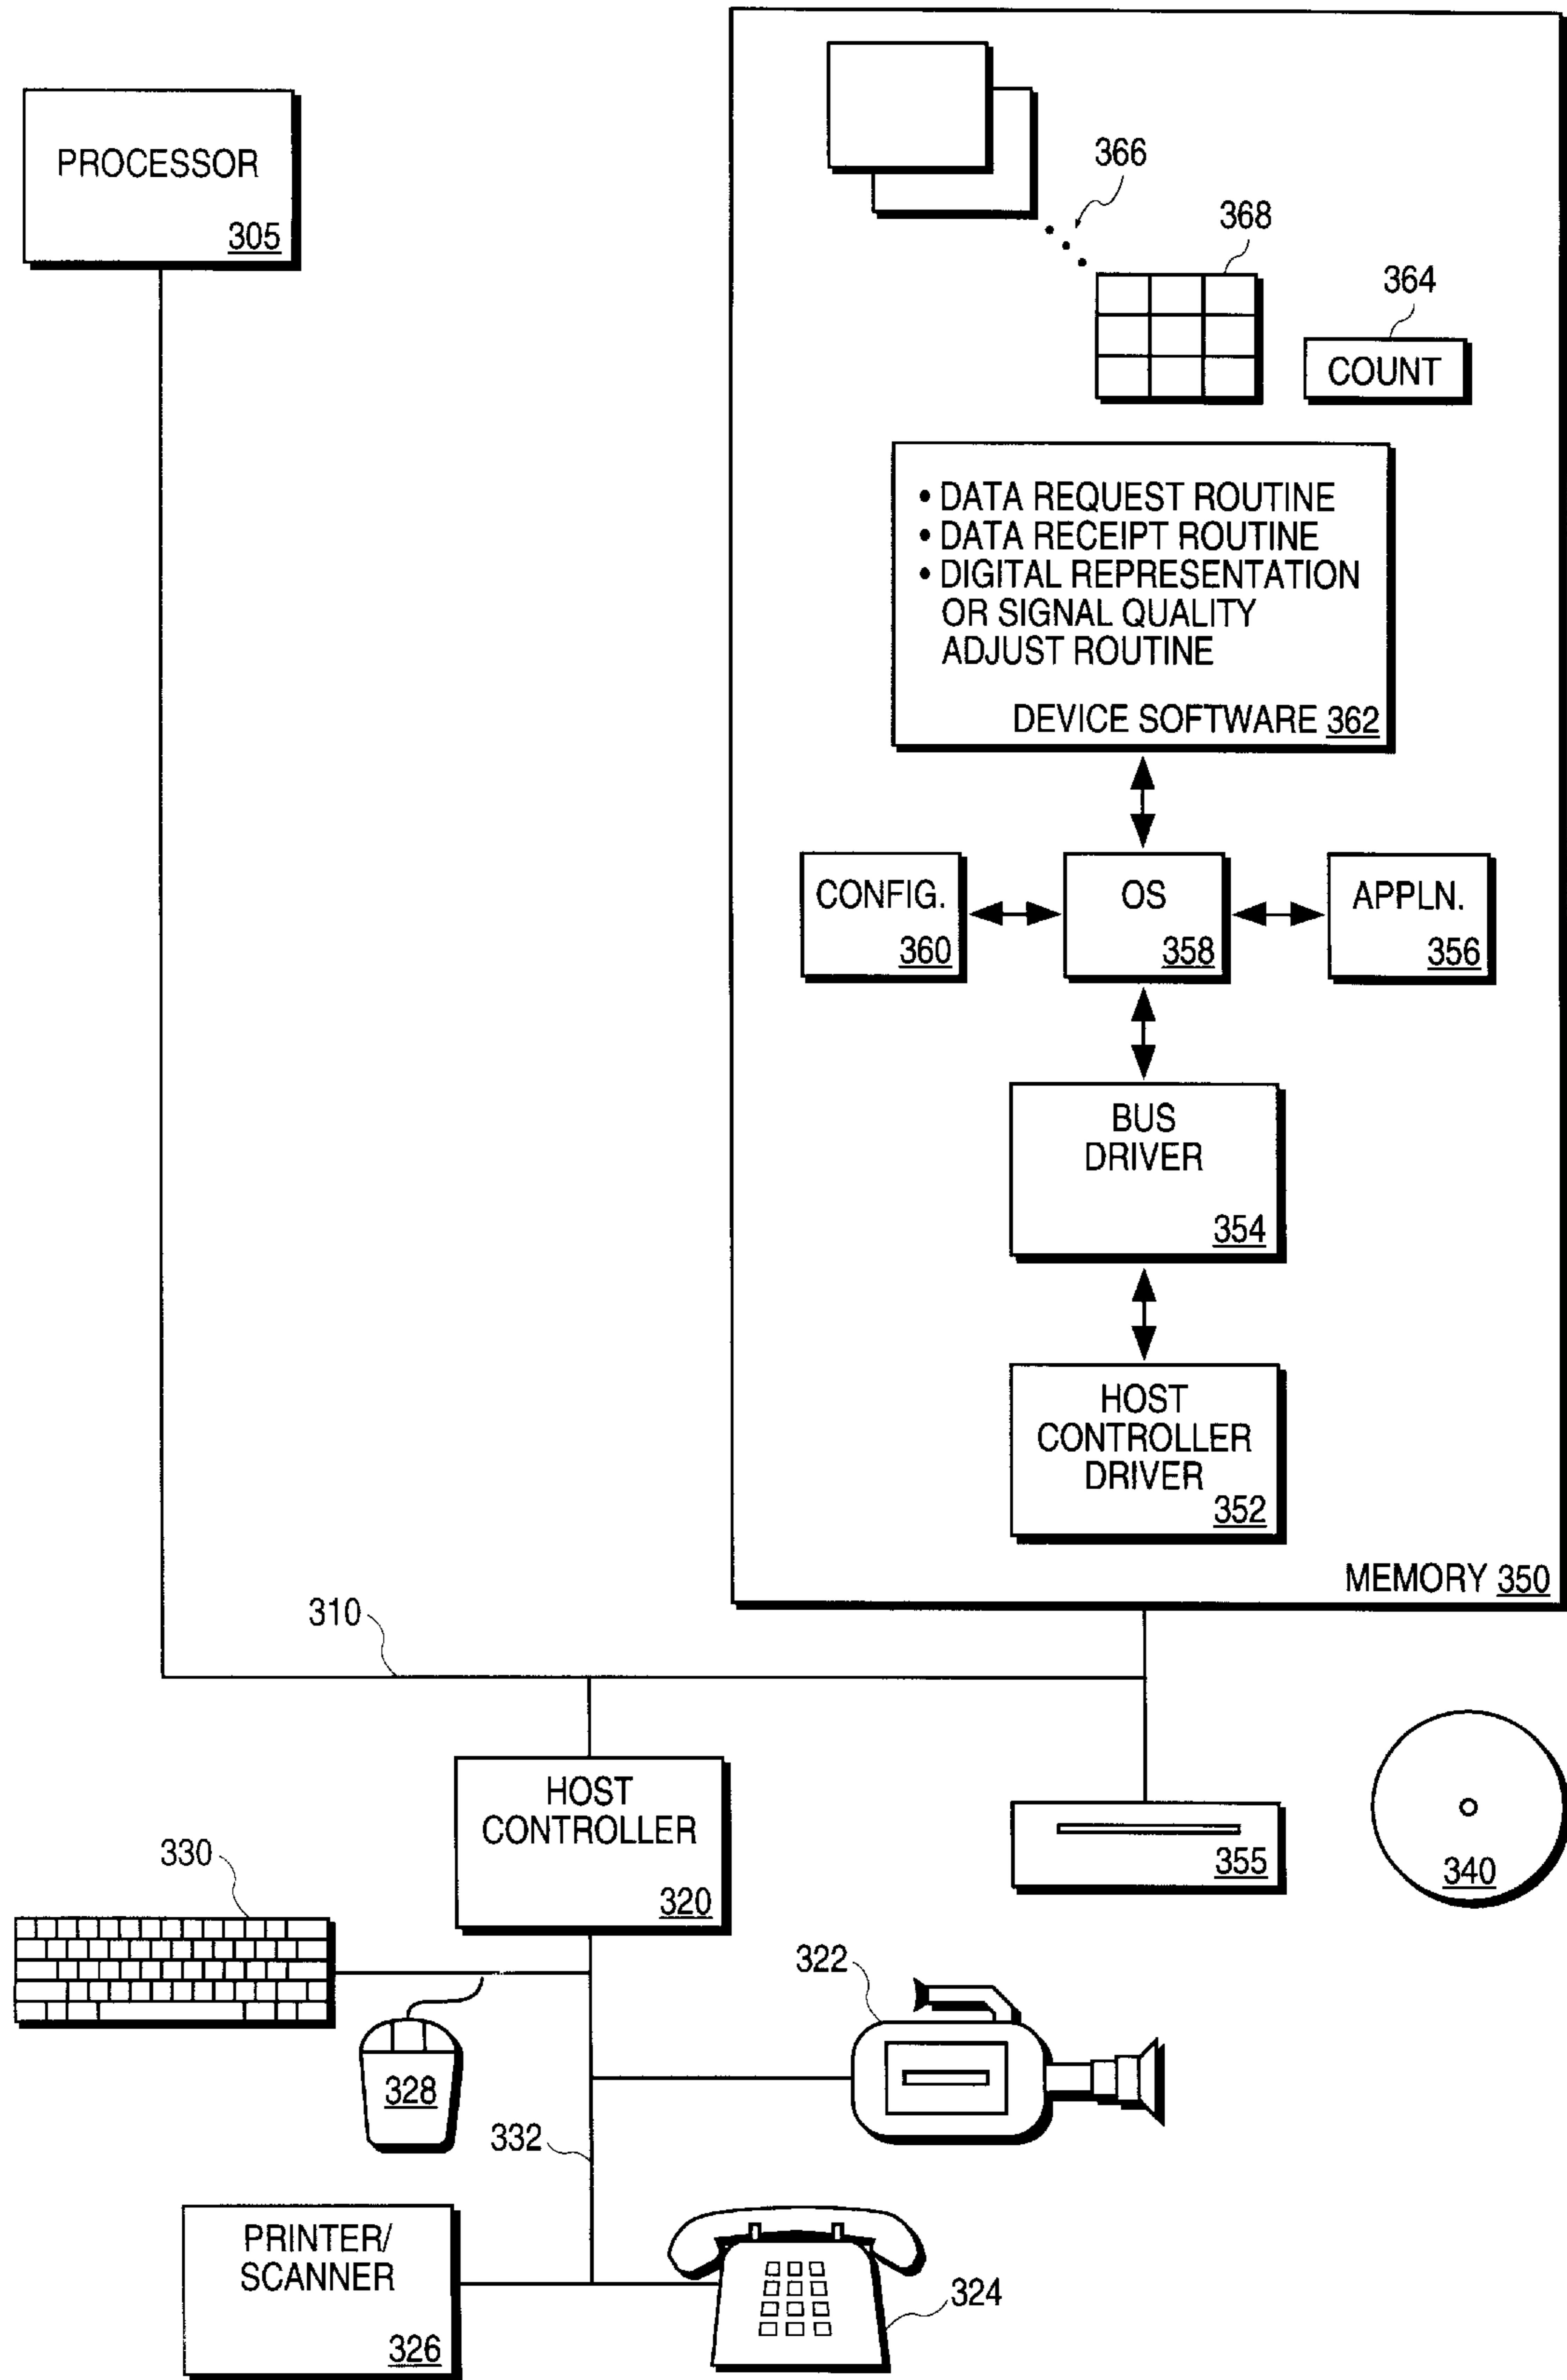 PROCESSOR
305
366
368
364
COUNT
• DATA REQUEST ROUTINE
• DATA RECEIPT ROUTINE
• DIGITAL REPRESENTATION
OR SIGNAL QUALITY
ADJUST ROUTINE
DEVICE SOFTWARE 362
CONFIG.
360
OS
358
APPLN.
356
BUS
DRIVER
354
HOST
CONTROLLER
DRIVER
352
MEMORY 350
310
HOST
CONTROLLER
320
355
340
330
322
328
332
PRINTER/
SCANNER
326
324